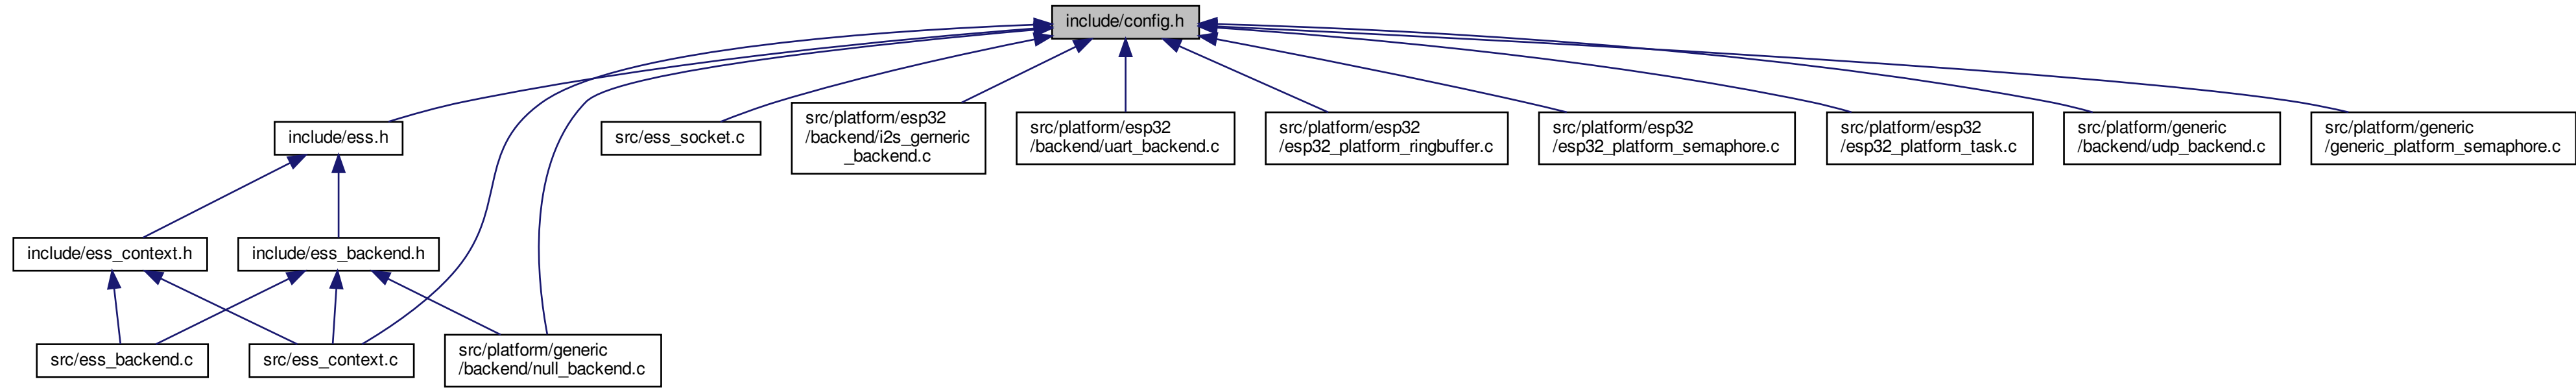 include/config.h
include/ess.h
src/ess_socket.c
src/platform/esp32
/backend/i2s_gerneric
_backend.c
src/platform/esp32
/backend/uart_backend.c
src/platform/esp32
/esp32_platform_ringbuffer.c
src/platform/esp32
/esp32_platform_semaphore.c
src/platform/esp32
/esp32_platform_task.c
src/platform/generic
/backend/udp_backend.c
src/platform/generic
/generic_platform_semaphore.c
include/ess_context.h
include/ess_backend.h
src/ess_backend.c
src/ess_context.c
src/platform/generic
/backend/null_backend.c